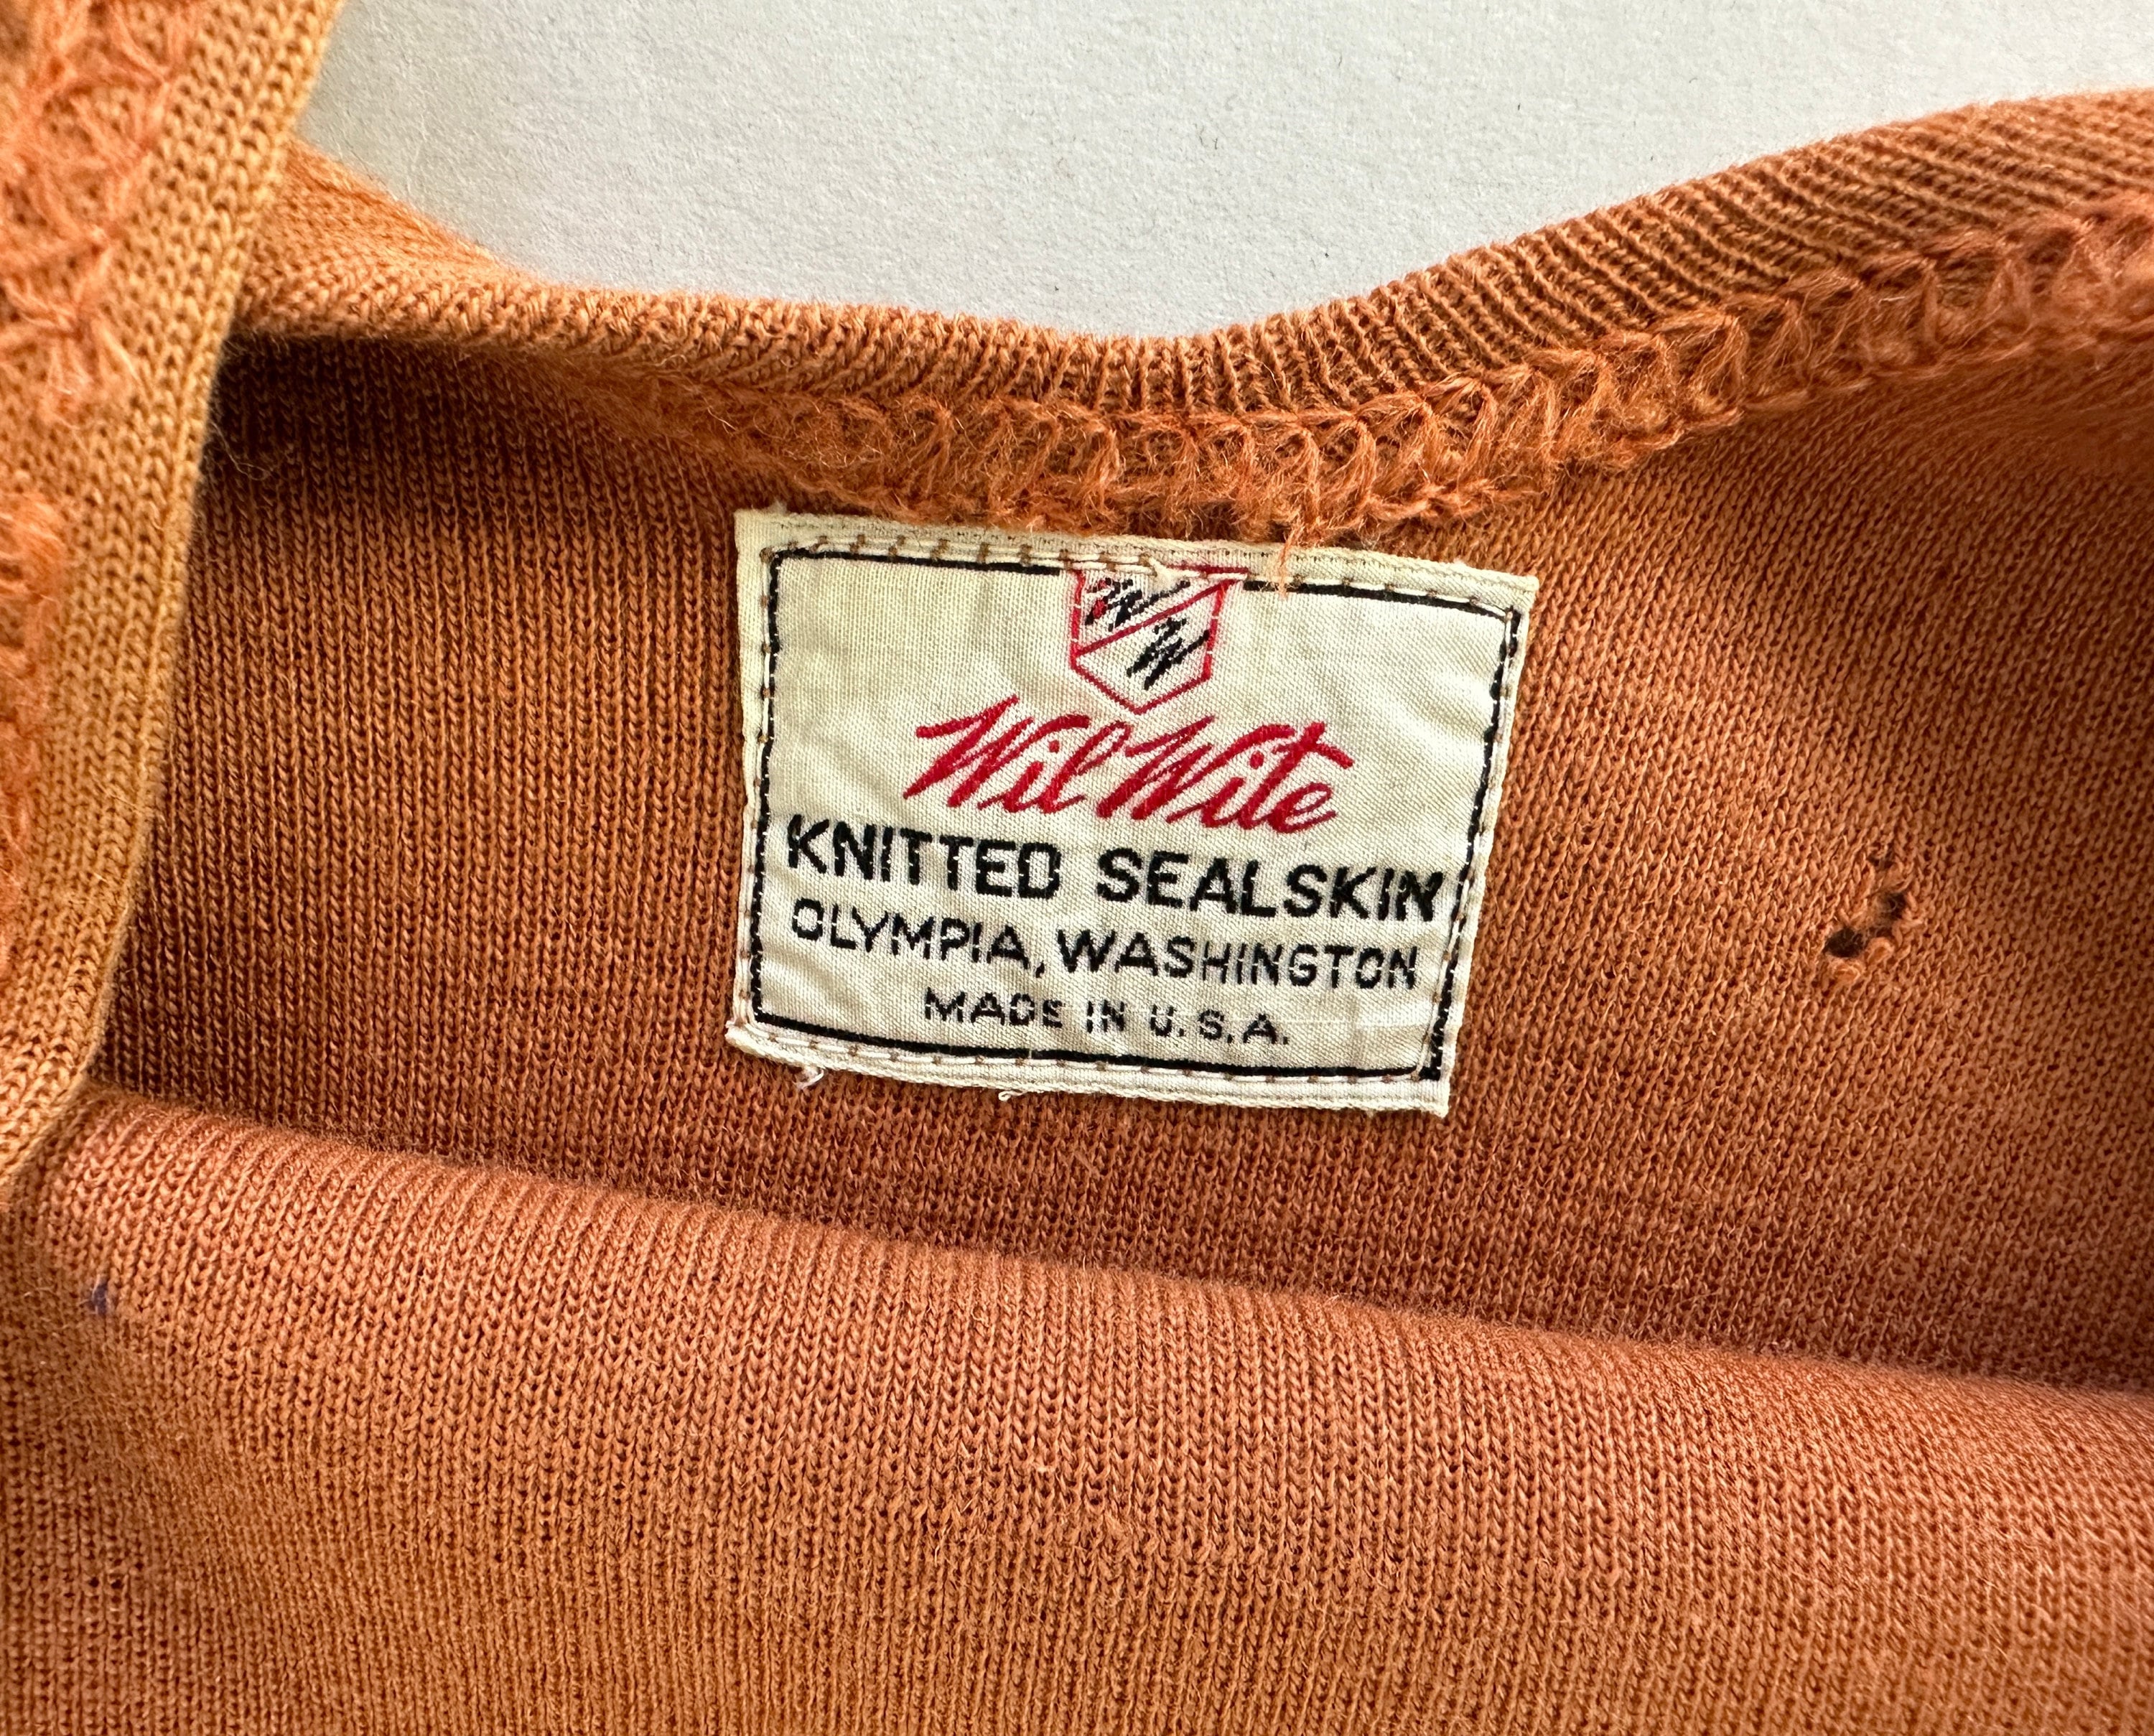 W
W
Wil Wite
KNITTED SEALSKIN
OLYMPIA, WASHINGTON
MADE IN U.S.A.